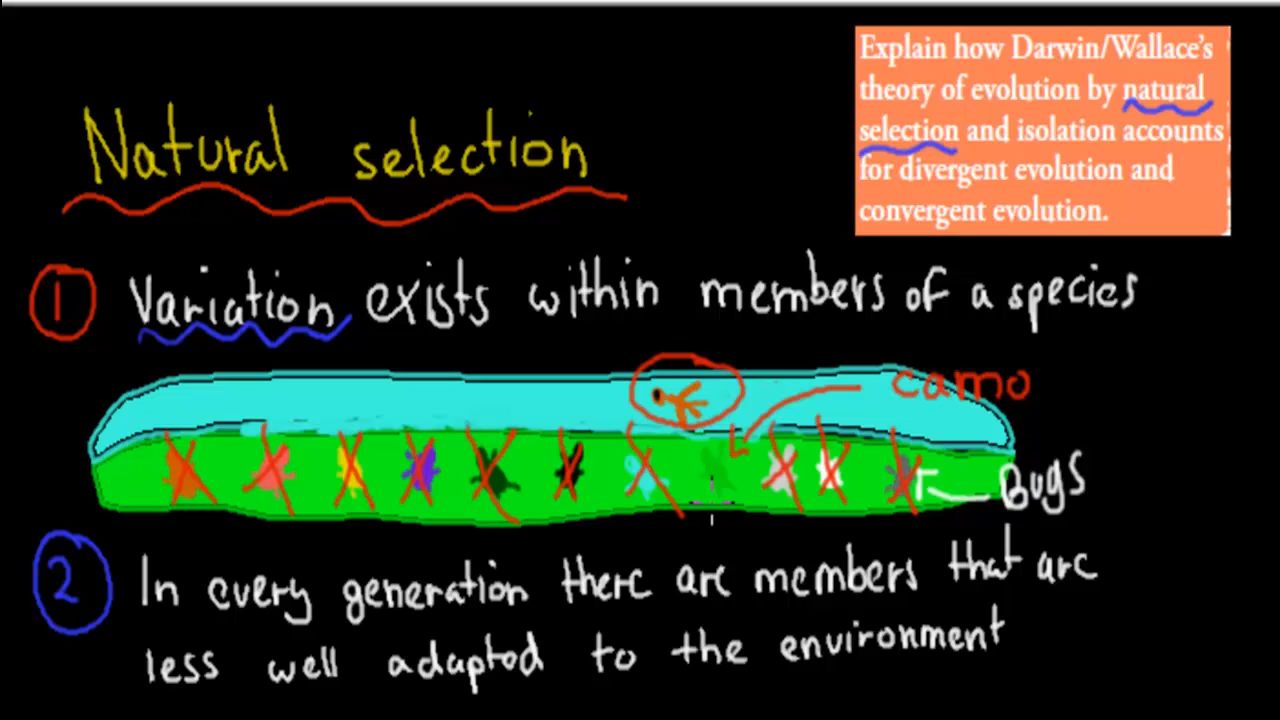 Explain how Darwin/Wallace's
theory of evolution by natural
selection and isolation accounts
for divergent evolution and
convergent evolution.
Natural selection
1 Variation exists within members of a species
camo
Bugs
2 In every generation there are members that are
less well adapted to the environment